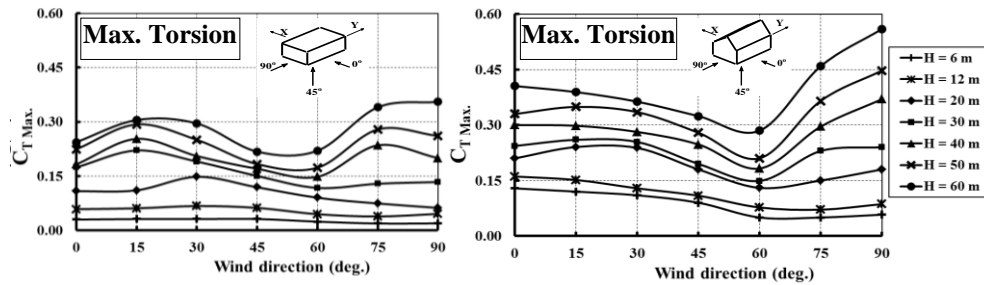 Max. Torsion
X
Y
90°
0°
45°
C_T Max.
0.60
0.45
0.30
0.15
0.00
0 15 30 45 60 75 90
Wind direction (deg.)
Max. Torsion
X
Y
90°
0°
45°
C_T Max.
0.60
0.45
0.30
0.15
0.00
0 15 30 45 60 75 90
Wind direction (deg.)
H = 6 m
H = 12 m
H = 20 m
H = 30 m
H = 40 m
H = 50 m
H = 60 m